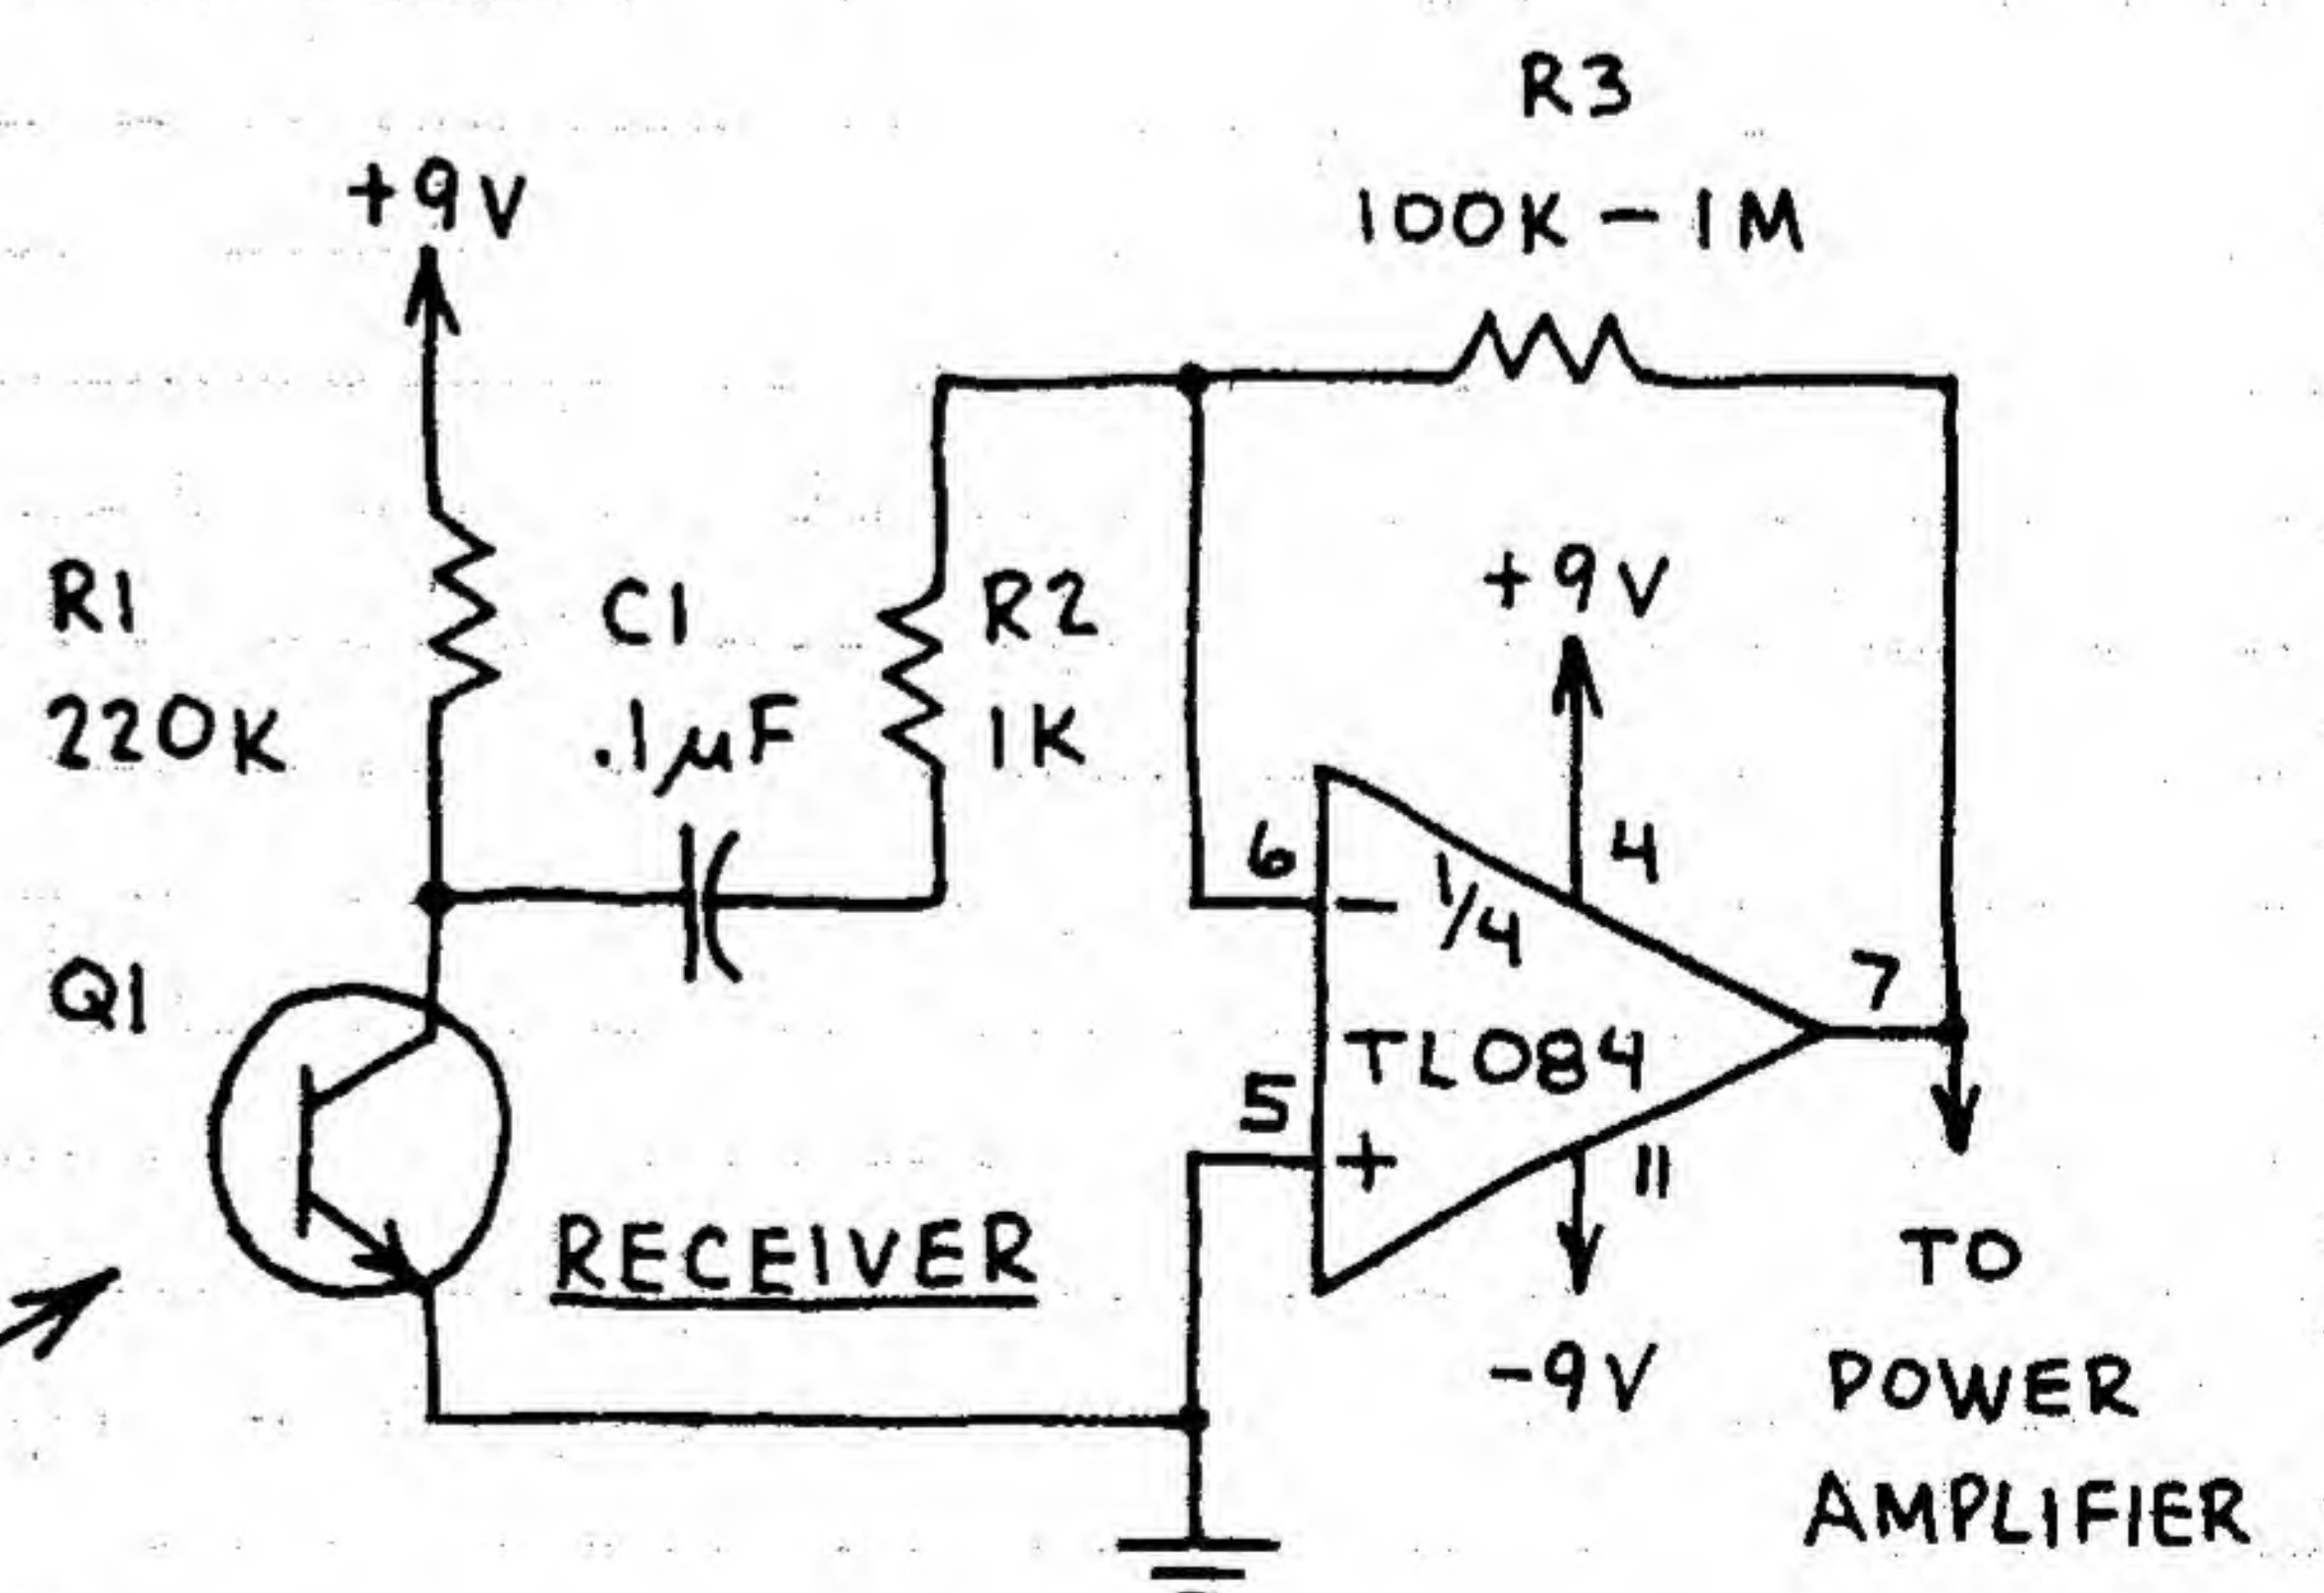 R3
100K - 1M
+9V
R1
220K
C1
.1µF
R2
1K
+9V
6
-
1/4
4
7
Q1
TL084
5
+
11
RECEIVER
-9V
TO
POWER
AMPLIFIER